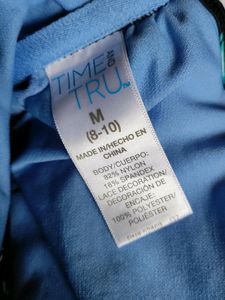 TIME
AND
TRU™
M
(8-10)
MADE IN/HECHO EN
CHINA
BODY/CUERPO:
82% NYLON
18% SPANDEX
LACE DECORATION/
DECORACIÓN DE
ENCAJE:
100% POLYESTER/
POLIÉSTER